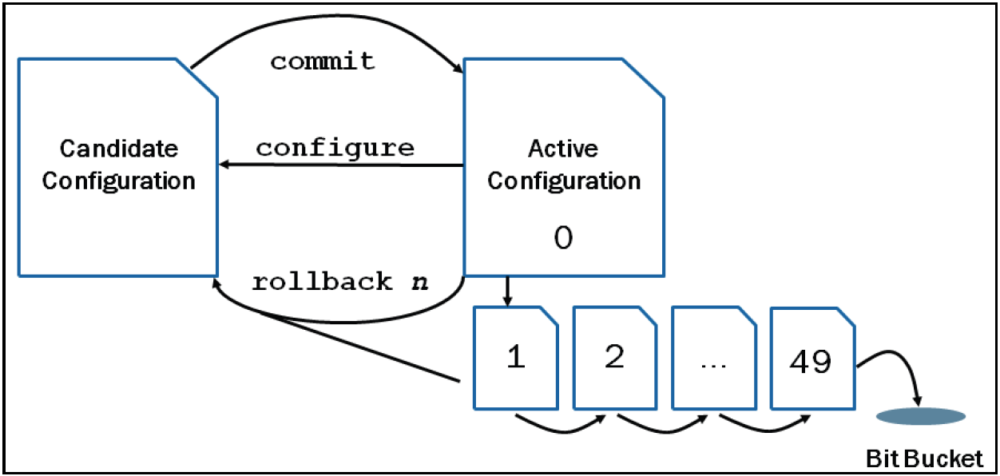 commit
Candidate
Configuration
configure
Active
Configuration
0
rollback n
1
2
...
49
Bit Bucket